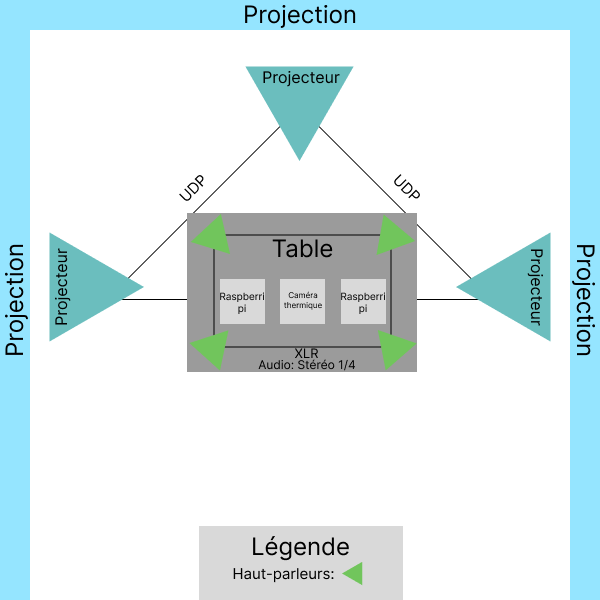 Projection
Projecteur
UDP
UDP
Projection
Projecteur
Table
Raspberri
pi
Caméra
thermique
Raspberri
pi
XLR
Audio: Stéréo 1/4
Projecteur
Projection
Légende
Haut-parleurs: